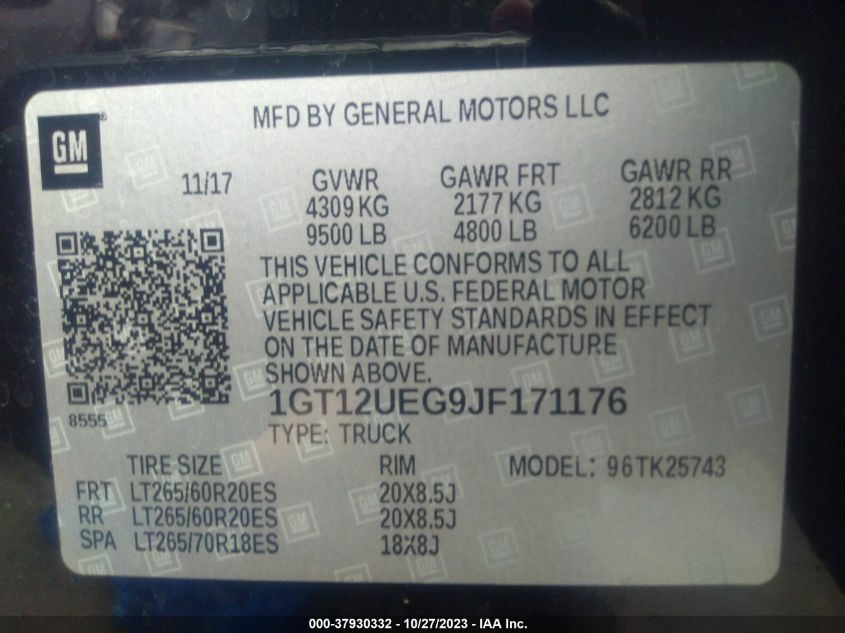 MFD BY GENERAL MOTORS LLC
GM
11/17 GVWR GAWR FRT GAWR RR
4309 KG 2177 KG 2812 KG
9500 LB 4800 LB 6200 LB
THIS VEHICLE CONFORMS TO ALL
APPLICABLE U.S. FEDERAL MOTOR
VEHICLE SAFETY STANDARDS IN EFFECT
ON THE DATE OF MANUFACTURE
SHOWN ABOVE.
8555
1GT12UEG9JF171176
TYPE: TRUCK
TIRE SIZE RIM MODEL: 96TK25743
FRT LT265/60R20ES 20X8.5J
RR LT265/60R20ES 20X8.5J
SPA LT265/70R18ES 18X8J
000-37930332 - 10/27/2023 - IAA Inc.